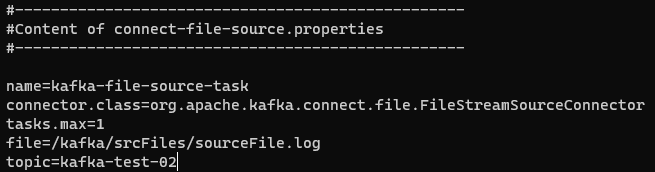 #--------------------------------------------------
#Content of connect-file-source.properties
#--------------------------------------------------
name=kafka-file-source-task
connector.class=org.apache.kafka.connect.file.FileStreamSourceConnector
tasks.max=1
file=/kafka/srcFiles/sourceFile.log
topic=kafka-test-02